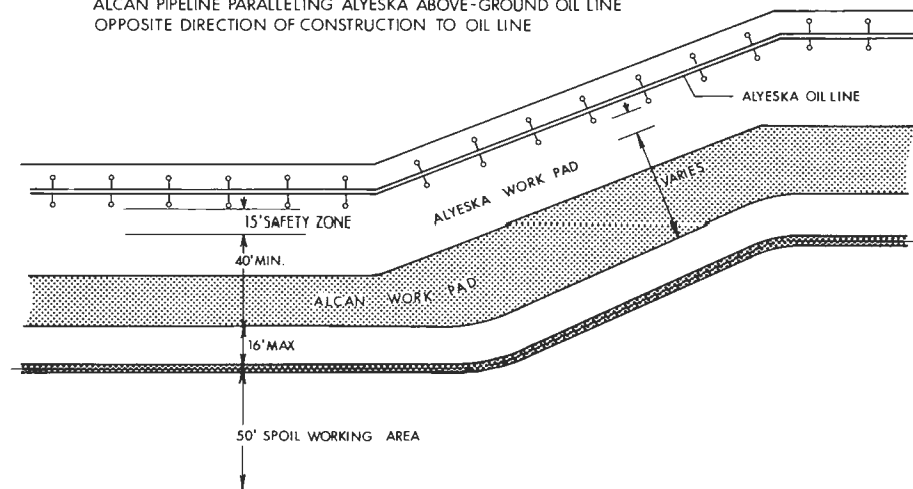 ALCAN PIPELINE PARALLELING ALYESKA ABOVE-GROUND OIL LINE
OPPOSITE DIRECTION OF CONSTRUCTION TO OIL LINE
ALYESKA OIL LINE
ALYESKA WORK PAD
VARIES
15' SAFETY ZONE
40' MIN.
ALCAN WORK PAD
16' MAX
50' SPOIL WORKING AREA